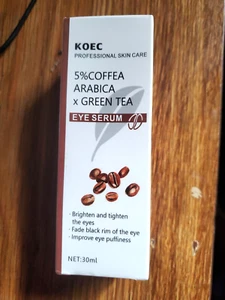 KOEC
PROFESSIONAL SKIN CARE
5%COFFEA
ARABICA
x GREEN TEA
EYE SERUM
· Brighten and tighten
the eyes
· Fade black rim of the eye
· Improve eye puffiness
NET:30ml